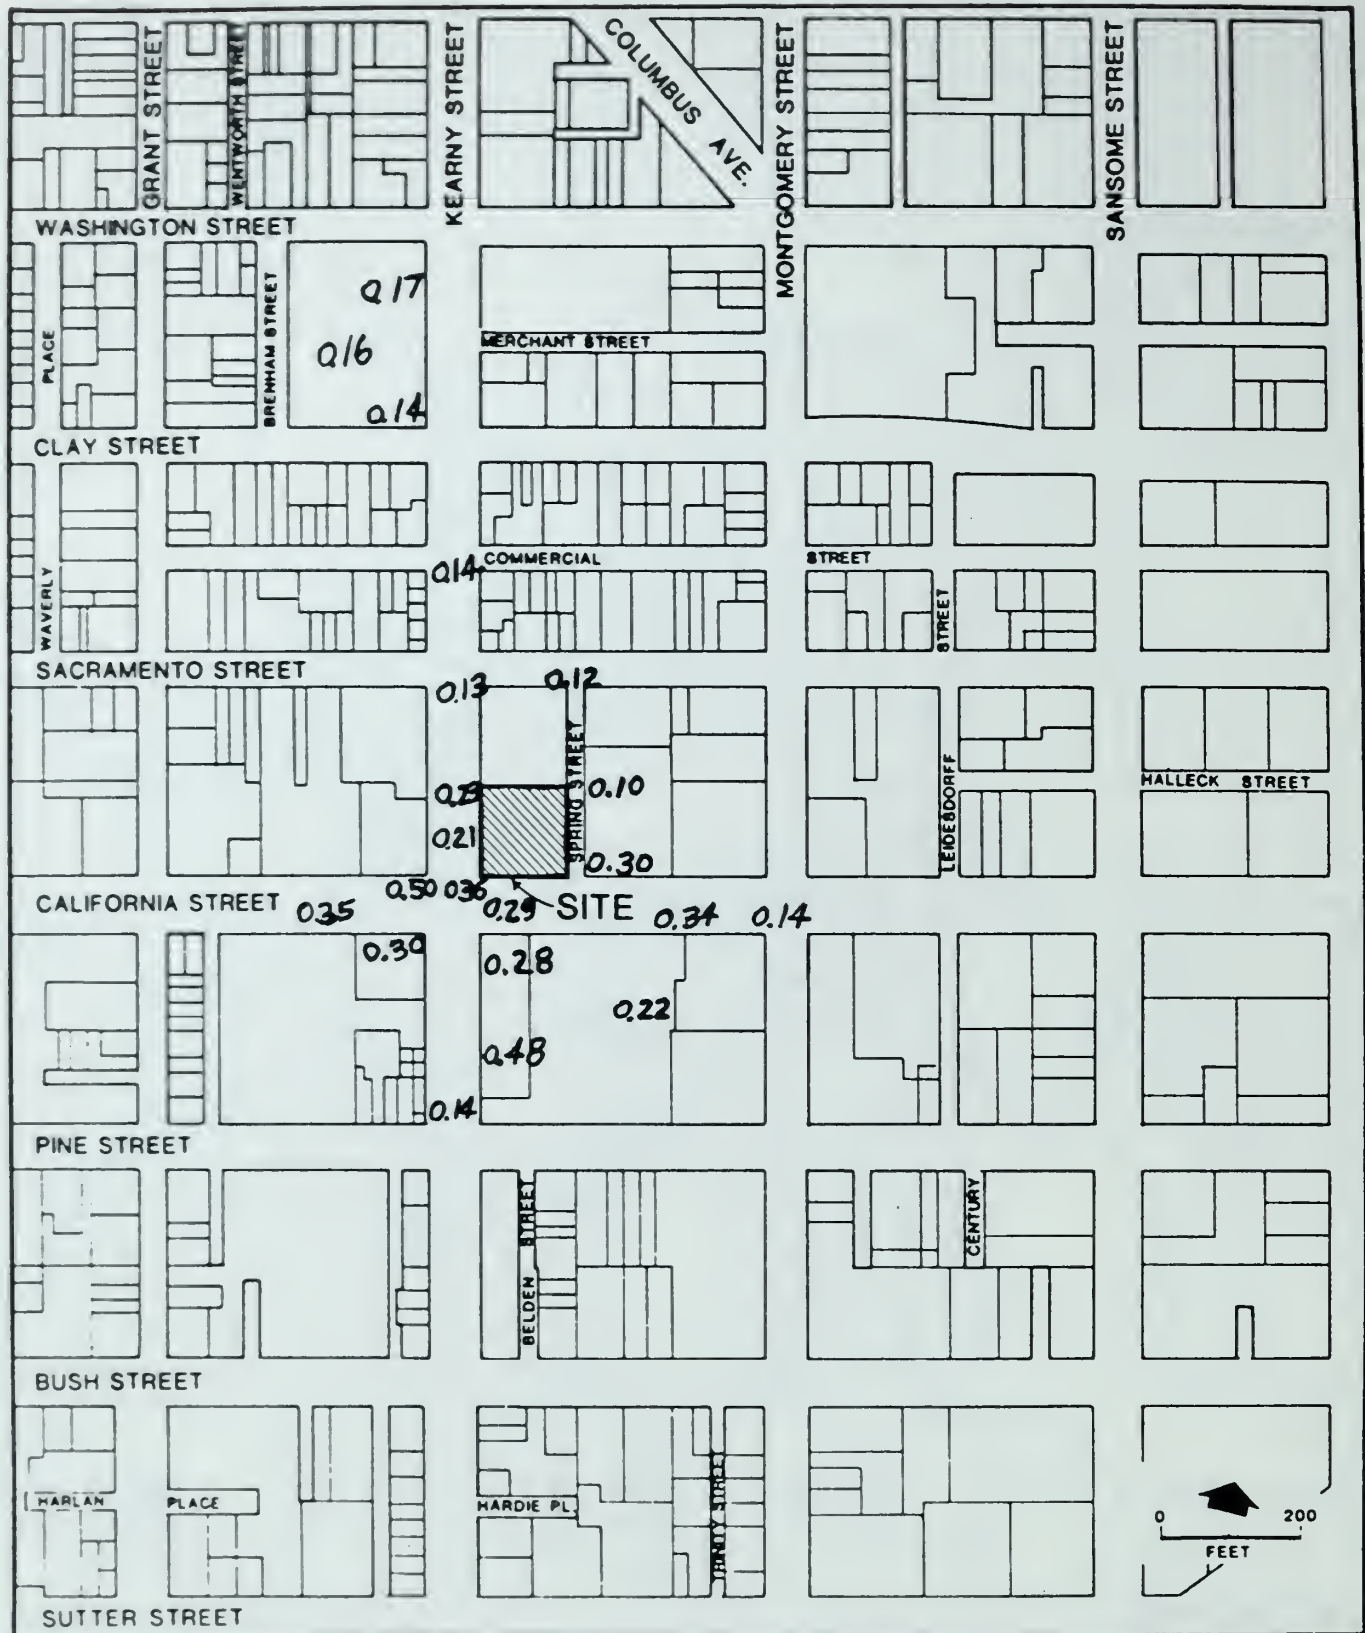 GRANT STREET
WENTWORTH STREET
KEARNY STREET
COLUMBUS AVE.
MONTGOMERY STREET
SANSOME STREET
WASHINGTON STREET
0.17
0.16
0.14
PLACE
BRENHAM STREET
MERCHANT STREET
CLAY STREET
WAVERLY
0.14
COMMERCIAL
STREET
STREET
SACRAMENTO STREET
0.13
0.12
SPRING STREET
0.10
0.21
0.30
LEIDESDORFF
HALLECK STREET
0.50
0.36
CALIFORNIA STREET
0.35
0.29
SITE
0.34
0.14
0.30
0.28
0.22
0.48
0.14
PINE STREET
BELDEN STREET
CENTURY
BUSH STREET
HARLAN
PLACE
HARDIE PL.
TRINITY STREET
0 200
FEET
SUTTER STREET